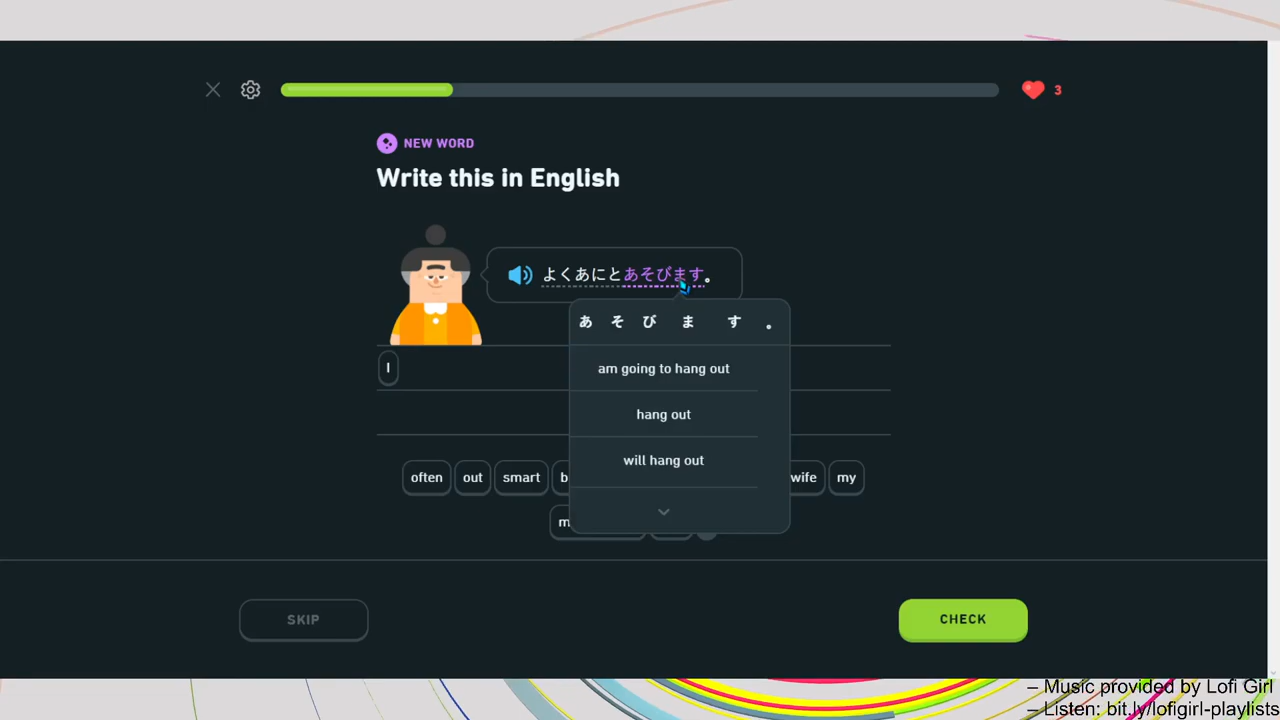 3
NEW WORD
Write this in English
よくあにとあそびます。
あ そ び ま す 。
I
am going to hang out
hang out
will hang out
often out smart b wife my
m
SKIP
CHECK
– Music provided by Lofi Girl
– Listen: bit.ly/lofigirl-playlists